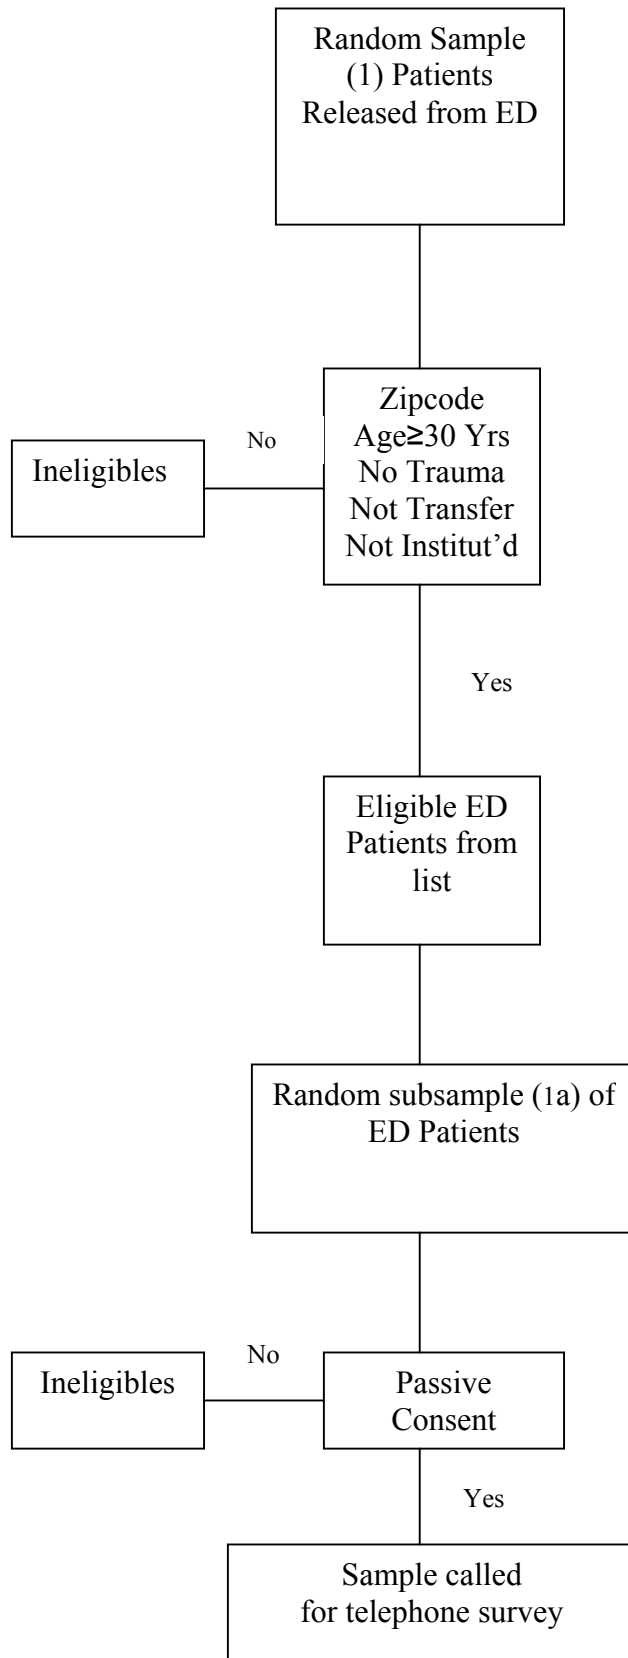 Random Sample
(1) Patients
Released from ED
Zipcode
Age≥30 Yrs
No Trauma
Not Transfer
Not Institut’d
No
Ineligibles
Yes
Eligible ED
Patients from
list
Random subsample (1a) of
ED Patients
No
Ineligibles
Passive
Consent
Yes
Sample called
for telephone survey